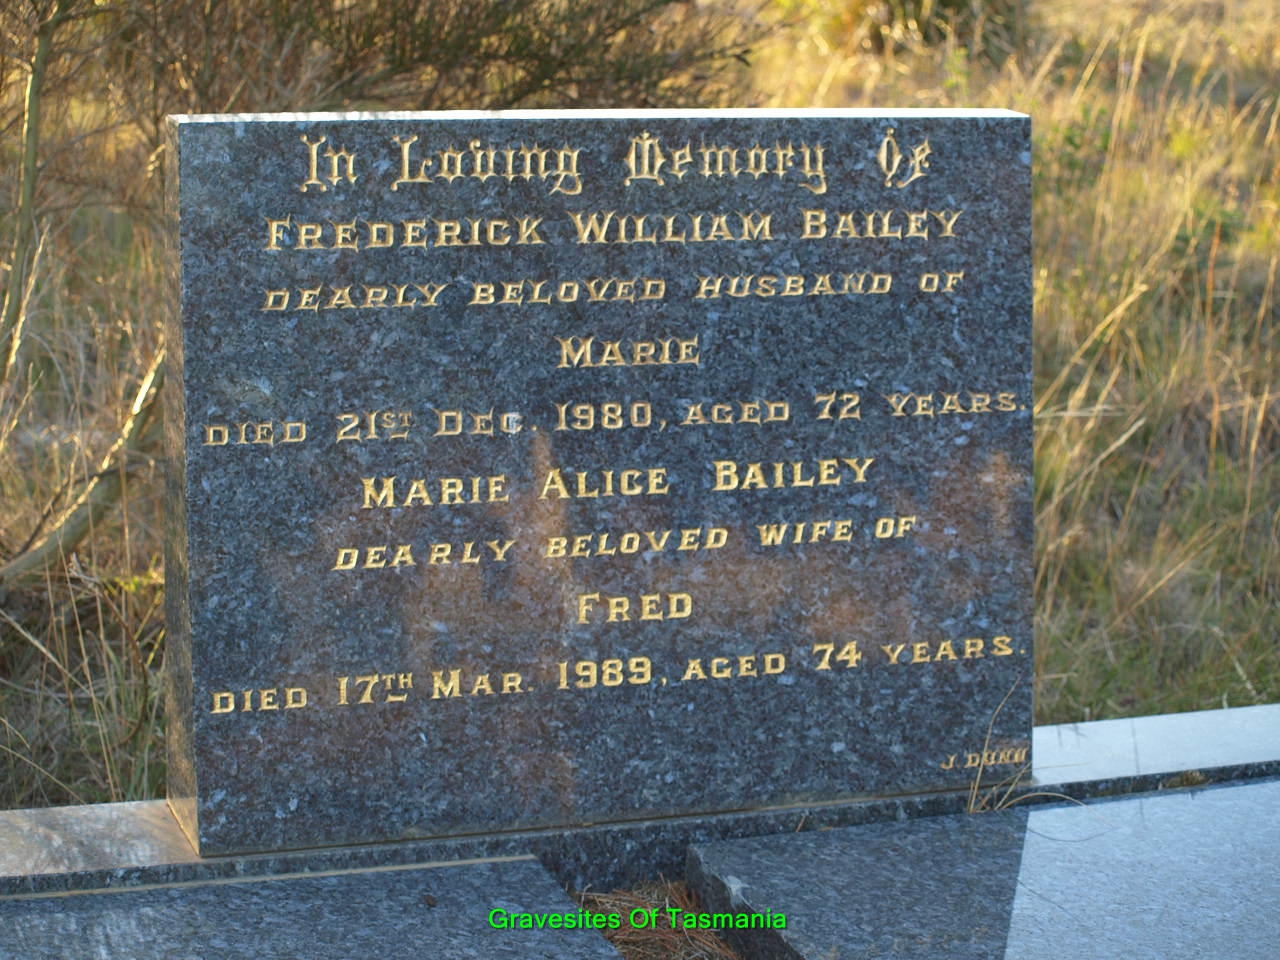 In Loving Memory Of
FREDERICK WILLIAM BAILEY
DEARLY BELOVED HUSBAND OF
MARIE
DIED 21ST DEC. 1980, AGED 72 YEARS.
MARIE ALICE BAILEY
DEARLY BELOVED WIFE OF
FRED
DIED 17TH MAR. 1989, AGED 74 YEARS.
J. DUNN
Gravesites Of Tasmania